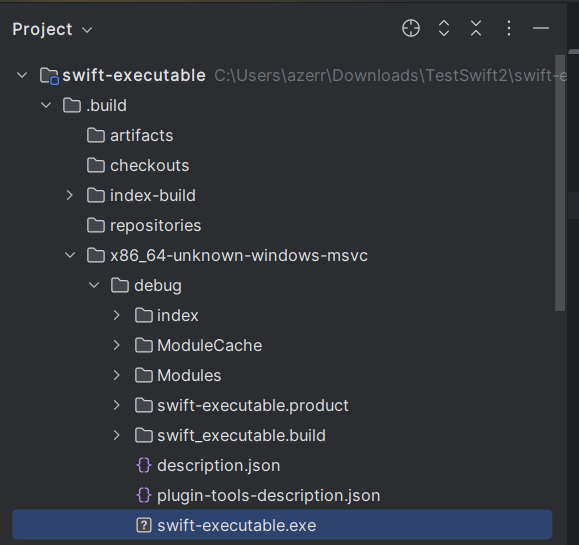 Project
swift-executable C:\Users\azerr\Downloads\TestSwift2\swift-e
.build
artifacts
checkouts
index-build
repositories
x86_64-unknown-windows-msvc
debug
index
ModuleCache
Modules
swift-executable.product
swift_executable.build
{} description.json
{} plugin-tools-description.json
? swift-executable.exe